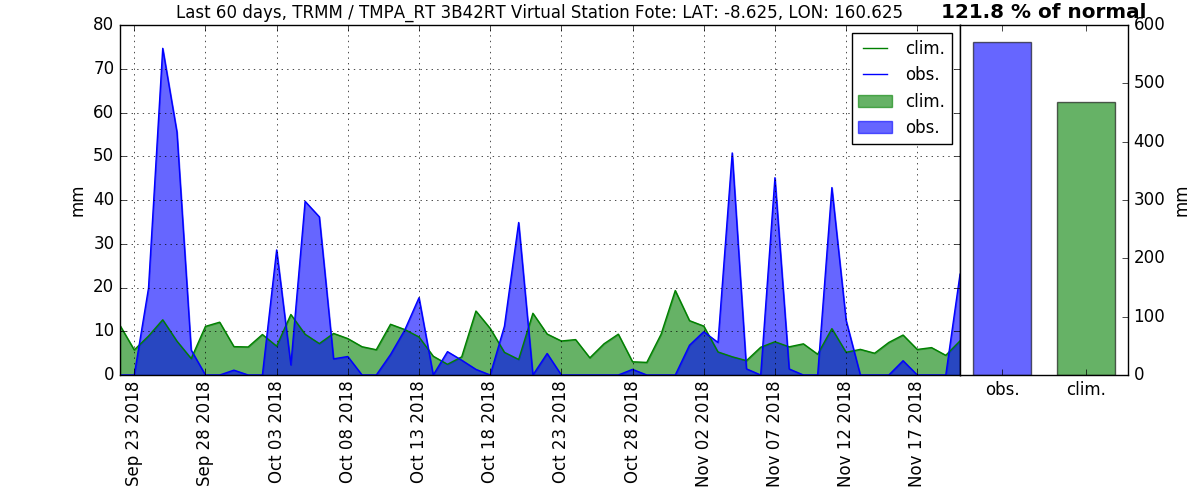 Last 60 days, TRMM / TMPA_RT 3B42RT Virtual Station Fote: LAT: -8.625, LON: 160.625
121.8 % of normal
80
70
60
50
40
30
20
10
0
mm
clim.
obs.
clim.
obs.
600
500
400
300
200
100
0
mm
obs.
clim.
Sep 23 2018
Sep 28 2018
Oct 03 2018
Oct 08 2018
Oct 13 2018
Oct 18 2018
Oct 23 2018
Oct 28 2018
Nov 02 2018
Nov 07 2018
Nov 12 2018
Nov 17 2018